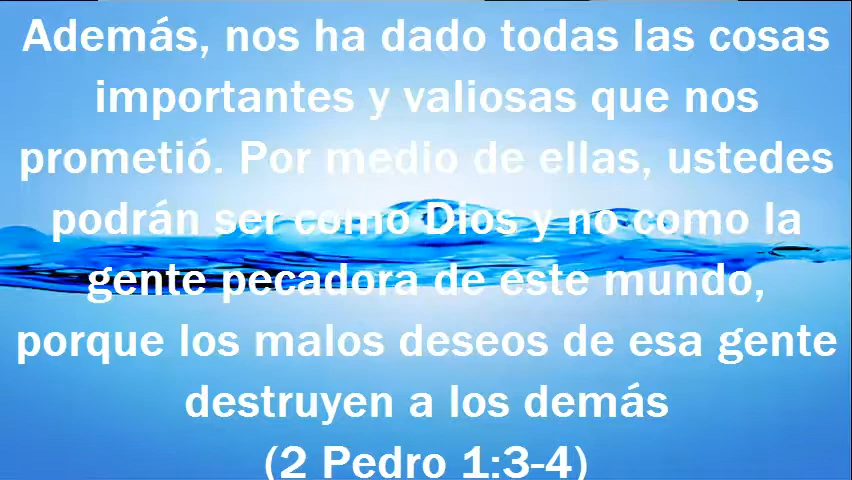 Además, nos ha dado todas las cosas
importantes y valiosas que nos
prometió. Por medio de ellas, ustedes
podrán ser como Dios y no como la
gente pecadora de este mundo,
porque los malos deseos de esa gente
destruyen a los demás
(2 Pedro 1:3-4)